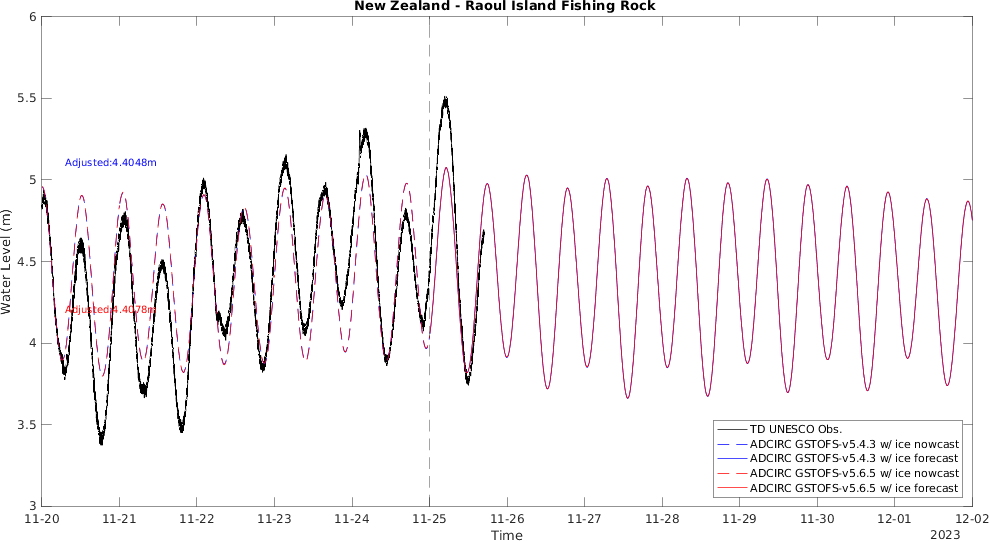 New Zealand - Raoul Island Fishing Rock
Water Level (m)
6
5.5
5
4.5
4
3.5
3
Adjusted:4.4048m
Adjusted:4.4078m
TD UNESCO Obs.
ADCIRC GSTOFS-v5.4.3 w/ ice nowcast
ADCIRC GSTOFS-v5.4.3 w/ ice forecast
ADCIRC GSTOFS-v5.6.5 w/ ice nowcast
ADCIRC GSTOFS-v5.6.5 w/ ice forecast
11-20 11-21 11-22 11-23 11-24 11-25 11-26 11-27 11-28 11-29 11-30 12-01 12-02
Time
2023